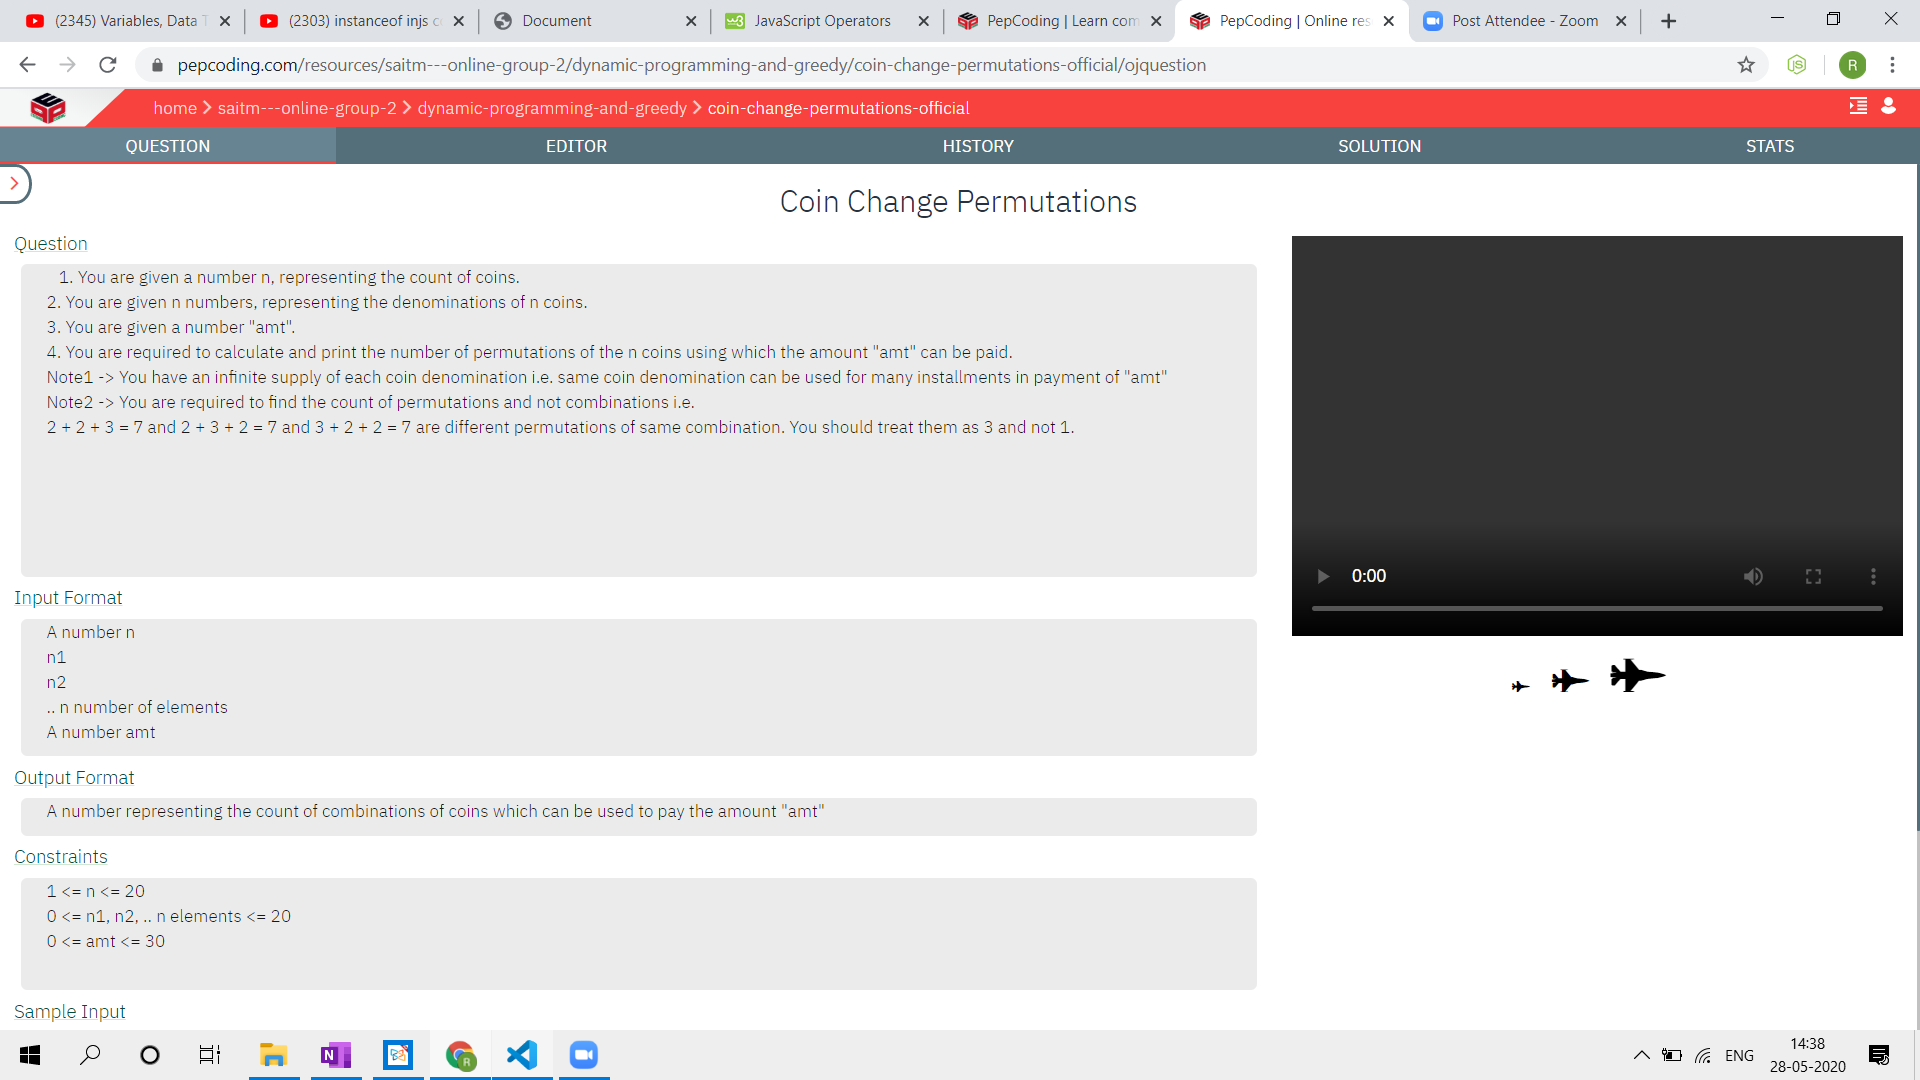 (2345) Variables, Data T
(2303) instanceof injs c
Document
JavaScript Operators
PepCoding | Learn com
PepCoding | Online res
Post Attendee - Zoom
pepcoding.com/resources/saitm---online-group-2/dynamic-programming-and-greedy/coin-change-permutations-official/ojquestion
R
home > saitm---online-group-2 > dynamic-programming-and-greedy > coin-change-permutations-official
QUESTION
EDITOR
HISTORY
SOLUTION
STATS
Coin Change Permutations
Question
1. You are given a number n, representing the count of coins.
2. You are given n numbers, representing the denominations of n coins.
3. You are given a number "amt".
4. You are required to calculate and print the number of permutations of the n coins using which the amount "amt" can be paid.
Note1 -> You have an infinite supply of each coin denomination i.e. same coin denomination can be used for many installments in payment of "amt"
Note2 -> You are required to find the count of permutations and not combinations i.e.
2 + 2 + 3 = 7 and 2 + 3 + 2 = 7 and 3 + 2 + 2 = 7 are different permutations of same combination. You should treat them as 3 and not 1.
0:00
Input Format
A number n
n1
n2
.. n number of elements
A number amt
Output Format
A number representing the count of combinations of coins which can be used to pay the amount "amt"
Constraints
1 <= n <= 20
0 <= n1, n2, .. n elements <= 20
0 <= amt <= 30
Sample Input
ENG
14:38
28-05-2020